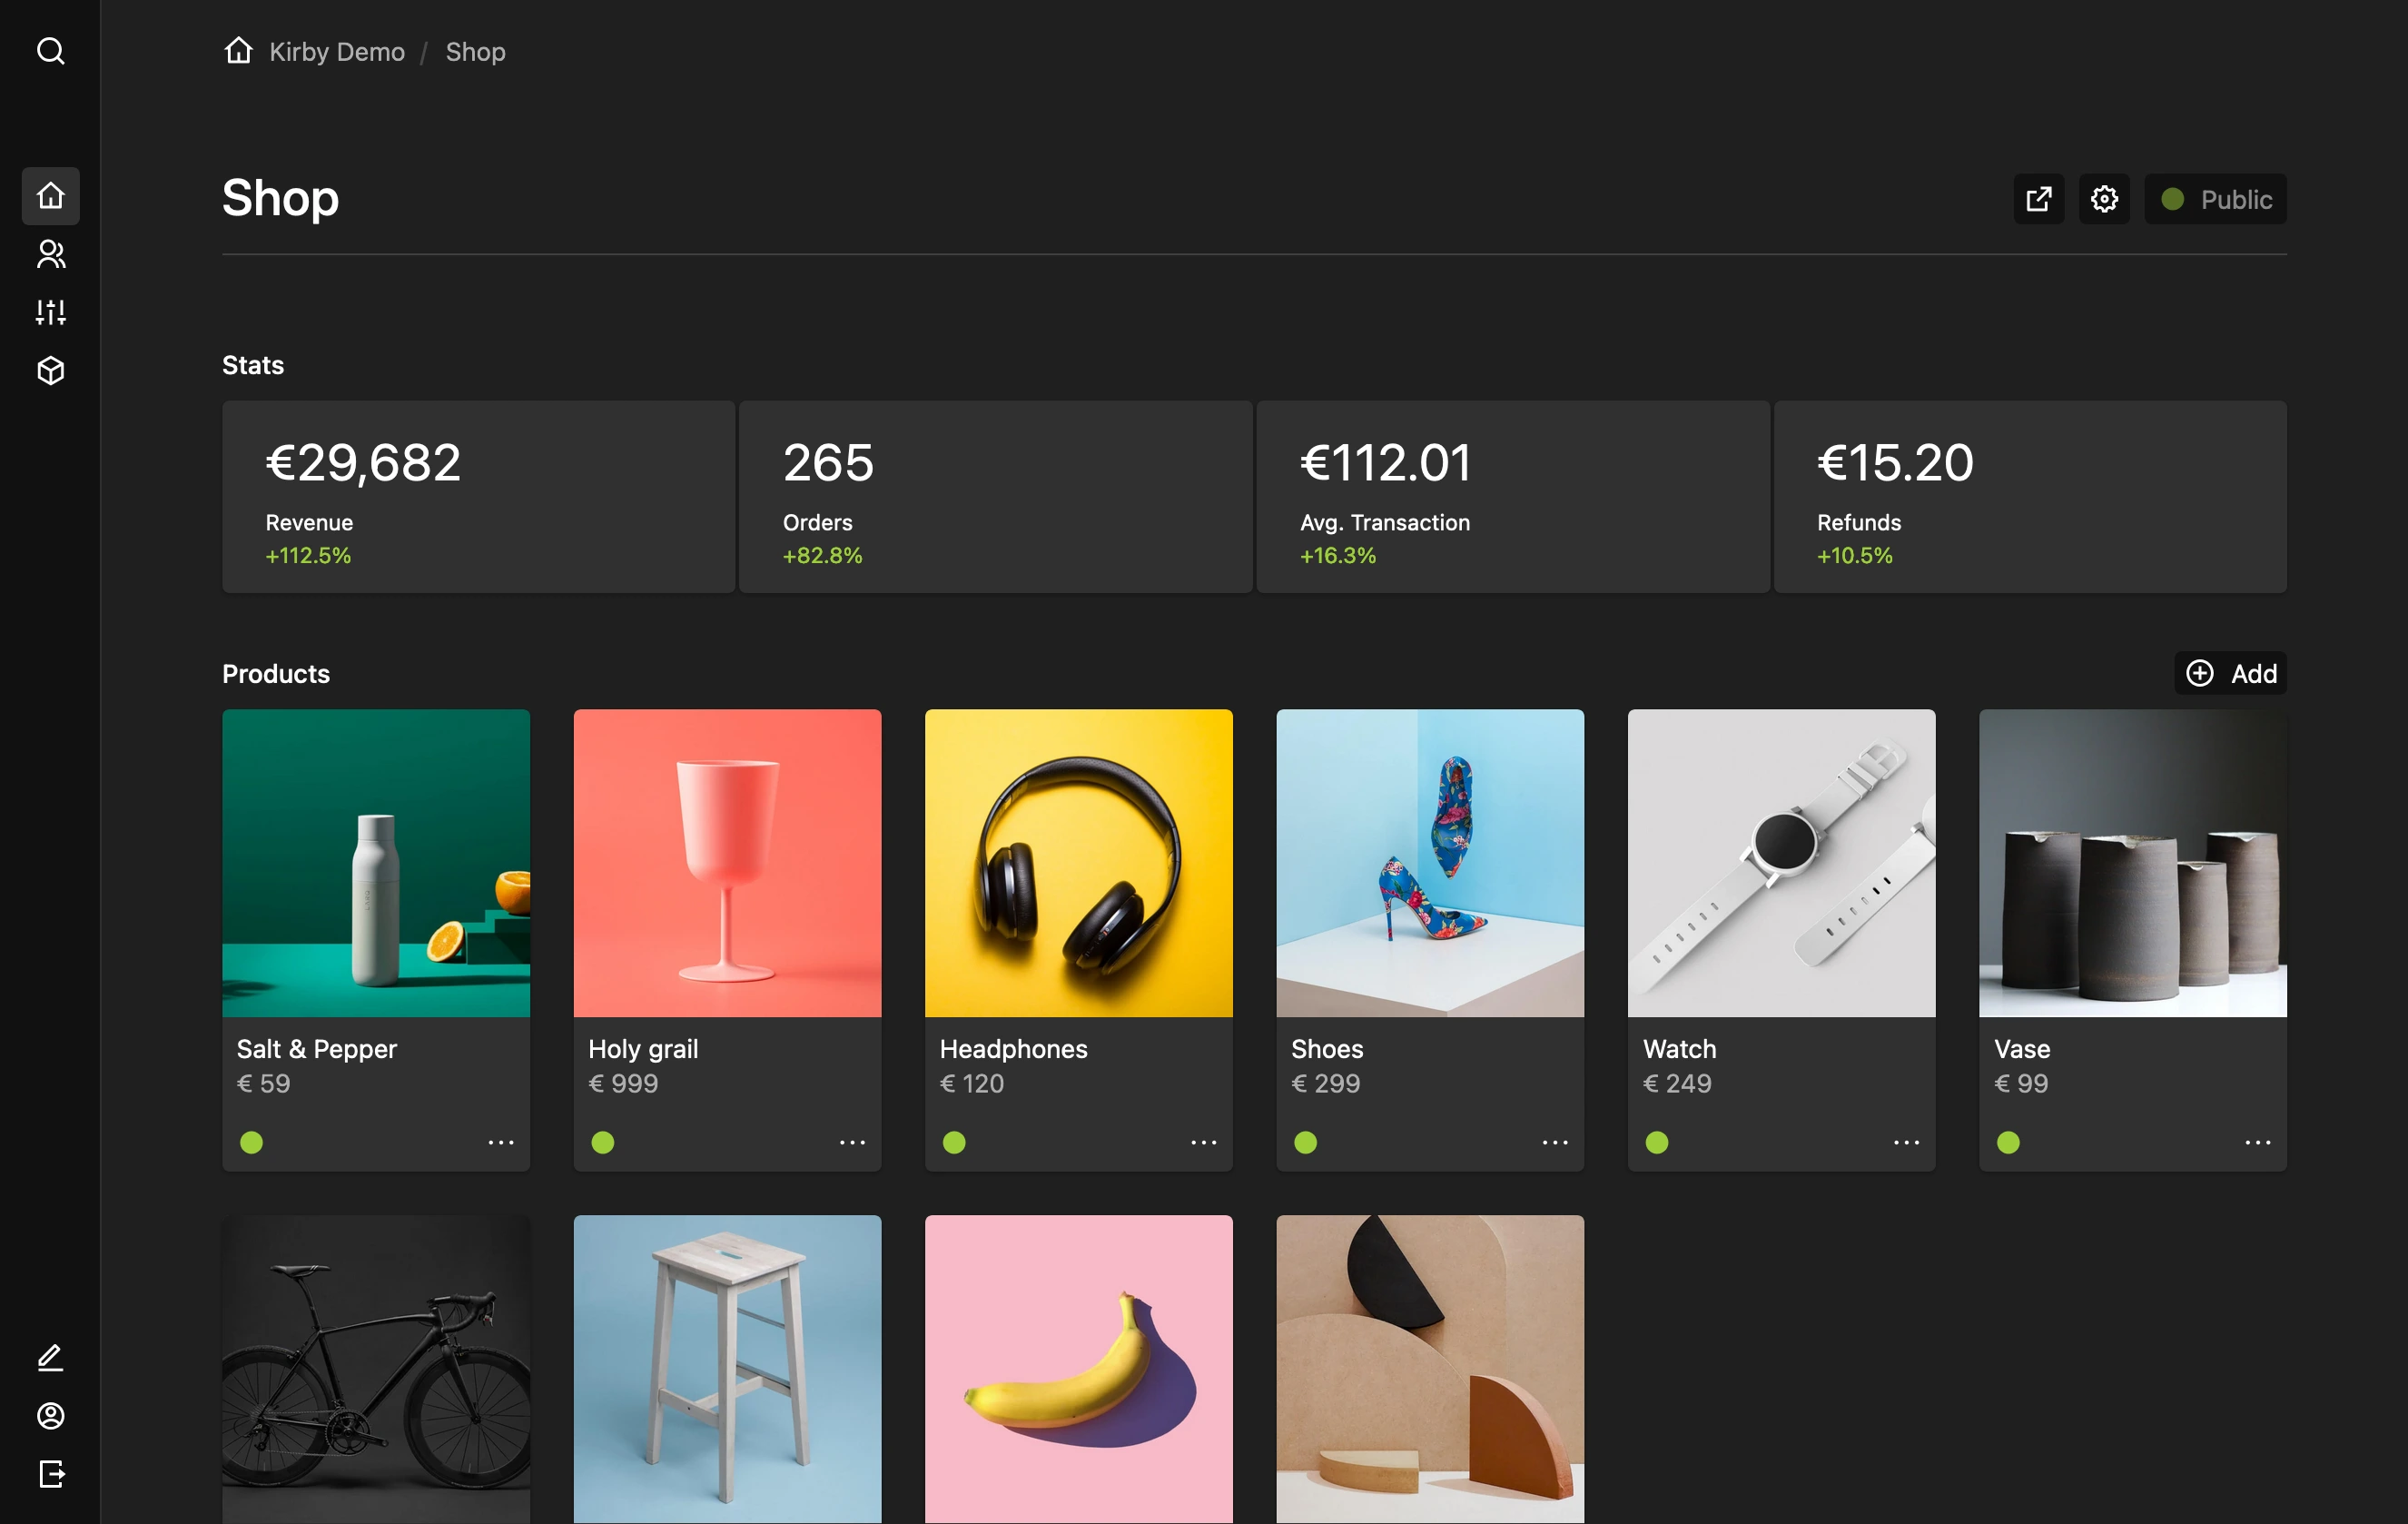 Kirby Demo / Shop
Shop
Public
Stats
€29,682
Revenue
+112.5%
265
Orders
+82.8%
€112.01
Avg. Transaction
+16.3%
€15.20
Refunds
+10.5%
Products
Add
Salt & Pepper
€ 59
Holy grail
€ 999
Headphones
€ 120
Shoes
€ 299
Watch
€ 249
Vase
€ 99